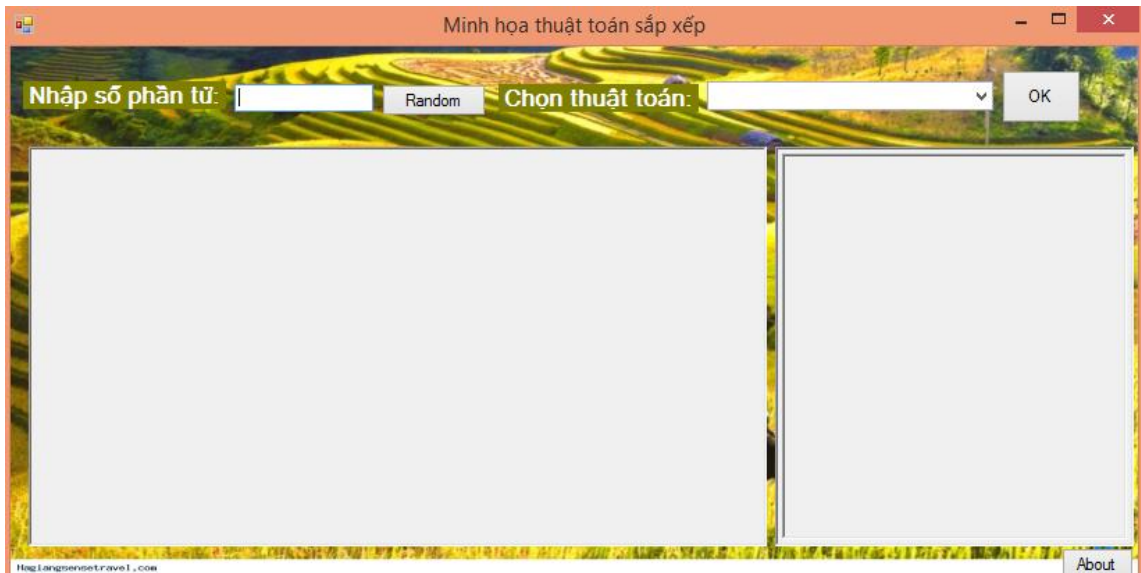 Minh họa thuật toán sắp xếp
Nhập số phần tử: Random Chọn thuật toán: OK
About
Hagiangsensetravel.com